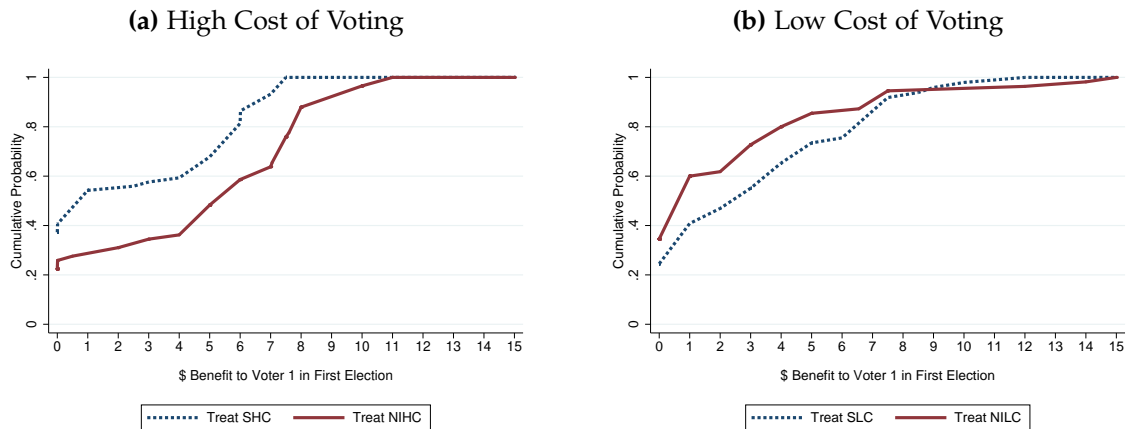 (a) High Cost of Voting
Cumulative Probability
1
.8
.6
.4
.2
0
0 1 2 3 4 5 6 7 8 9 10 11 12 13 14 15
$ Benefit to Voter 1 in First Election
Treat SHC Treat NIHC
(b) Low Cost of Voting
Cumulative Probability
1
.8
.6
.4
.2
0
0 1 2 3 4 5 6 7 8 9 10 11 12 13 14 15
$ Benefit to Voter 1 in First Election
Treat SLC Treat NILC